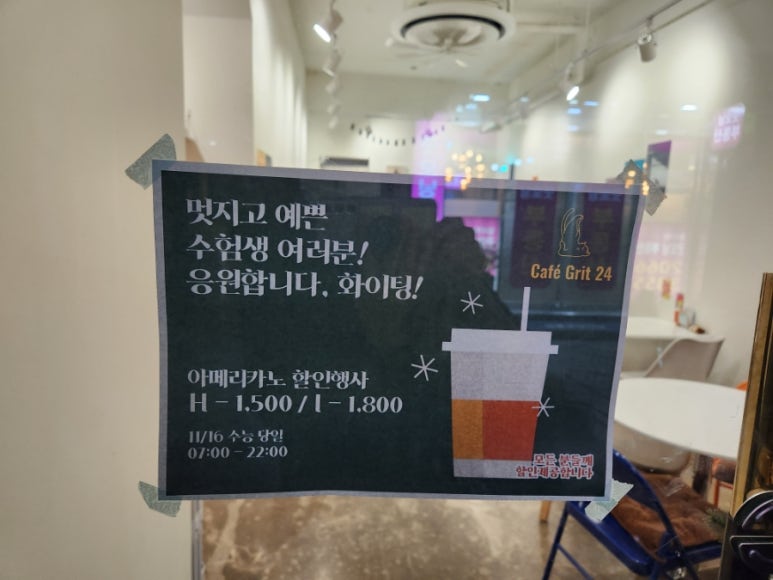 멋지고 예쁜
수험생 여러분!
응원합니다, 화이팅!
Café Grit 24
아메리카노 할인행사
H - 1,500 / I - 1,800
11/16 수능 당일
07:00 - 22:00
모든 분들께
할인제공합니다